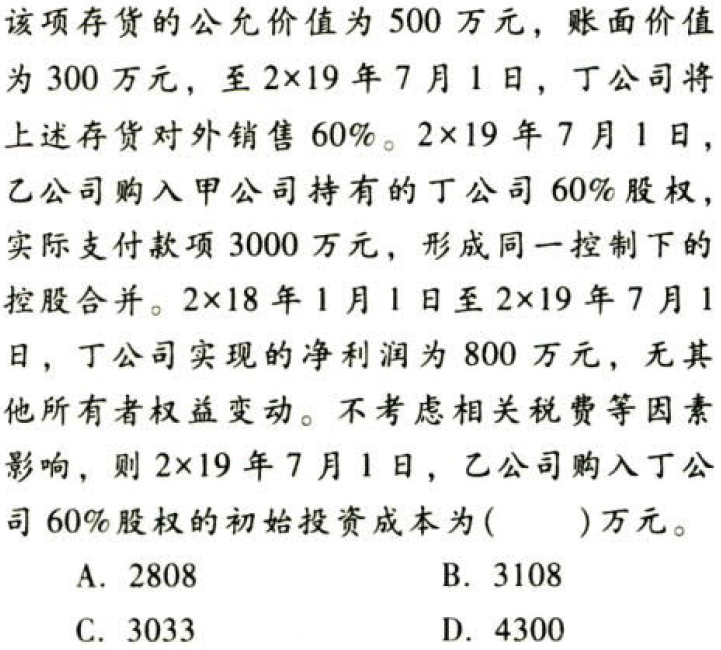 该项存货的公允价值为 500 万元，账面价值
为 300 万元，至 2×19 年 7 月 1 日，丁公司将
上述存货对外销售 60%。2×19 年 7 月 1 日，
乙公司购入甲公司持有的丁公司 60% 股权，
实际支付款项 3000 万元，形成同一控制下的
控股合并。2×18 年 1 月 1 日至 2×19 年 7 月 1
日，丁公司实现的净利润为 800 万元，无其
他所有者权益变动。不考虑相关税费等因素
影响，则 2×19 年 7 月 1 日，乙公司购入丁公
司 60% 股权的初始投资成本为(  )万元。
A. 2808 B. 3108
C. 3033 D. 4300